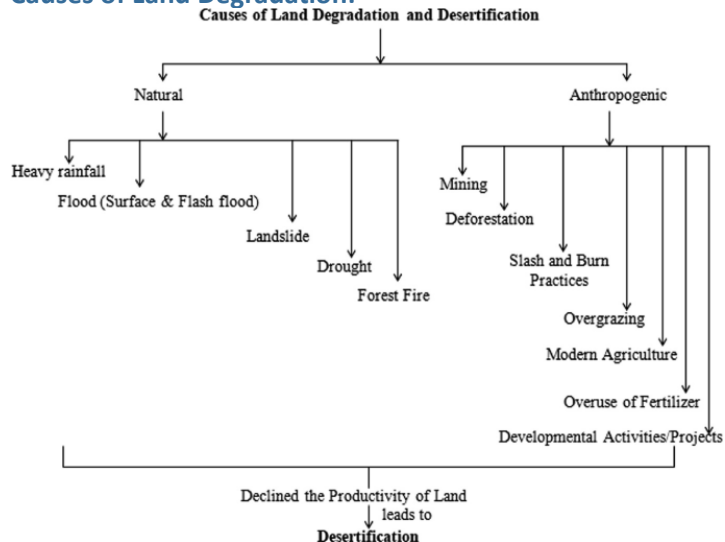 Causes of Land Degradation:
Causes of Land Degradation and Desertification
Natural
Anthropogenic
Heavy rainfall
Flood (Surface & Flash flood)
Landslide
Drought
Forest Fire
Mining
Deforestation
Slash and Burn
Practices
Overgrazing
Modern Agriculture
Overuse of Fertilizer
Developmental Activities/Projects
Declined the Productivity of Land
leads to
Desertification